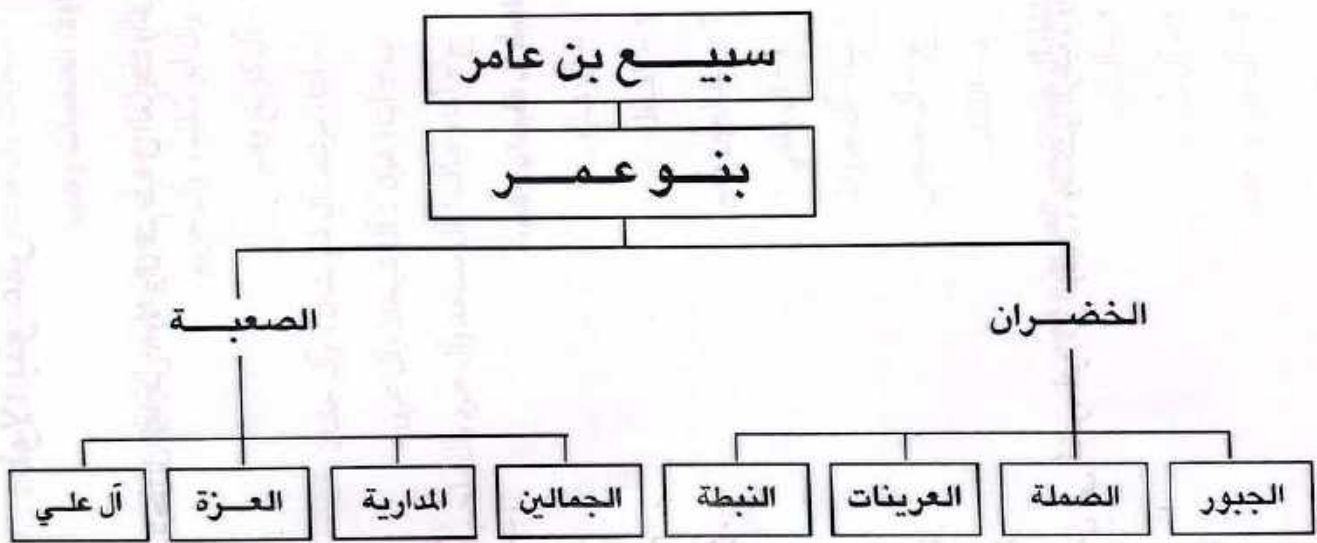 سبيع بن عامر
بنو عمر
الخضران
الصعبة
الجبور
الصملة
العرينات
النبطة
الجمالين
المدارية
العزة
آل علي